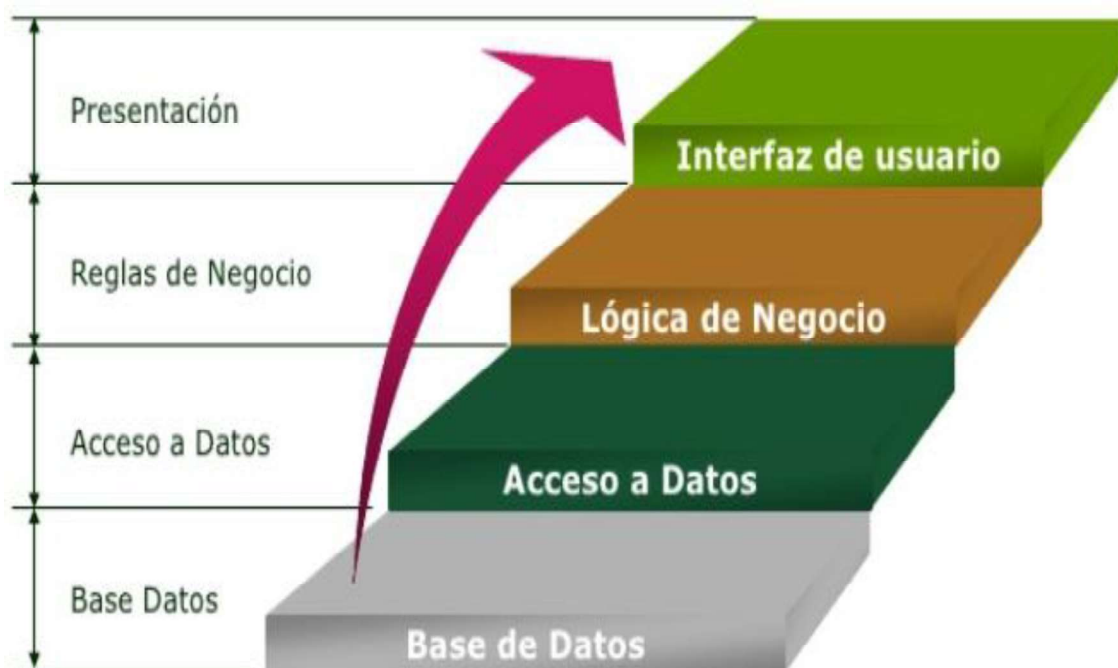 Presentación
Interfaz de usuario
Reglas de Negocio
Lógica de Negocio
Acceso a Datos
Acceso a Datos
Base Datos
Base de Datos